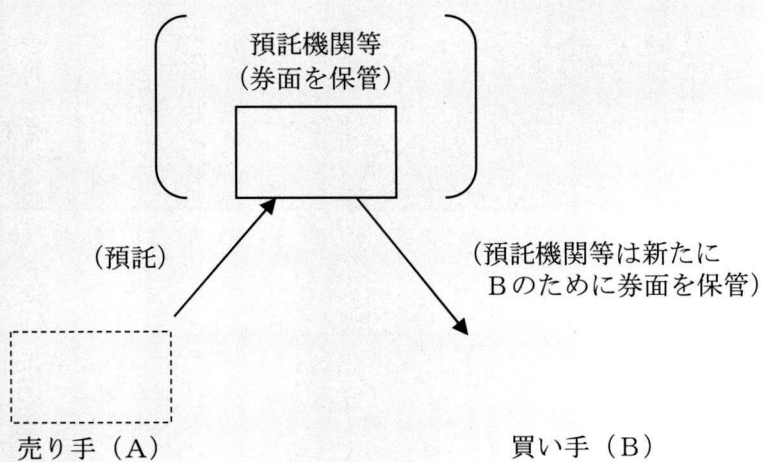 預託機関等
(券面を保管)
(預託)
(預託機関等は新たに
Bのために券面を保管)
売り手(A)
買い手(B)